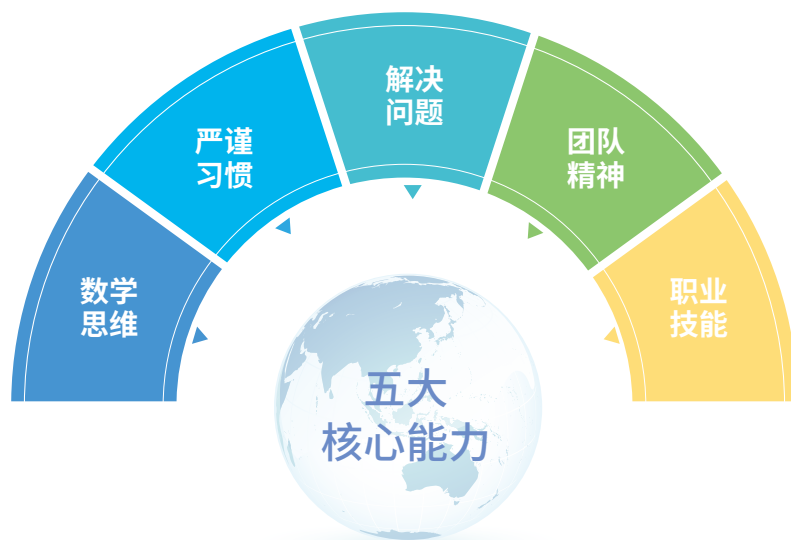 数学
思维
严谨
习惯
解决
问题
团队
精神
职业
技能
五大
核心能力